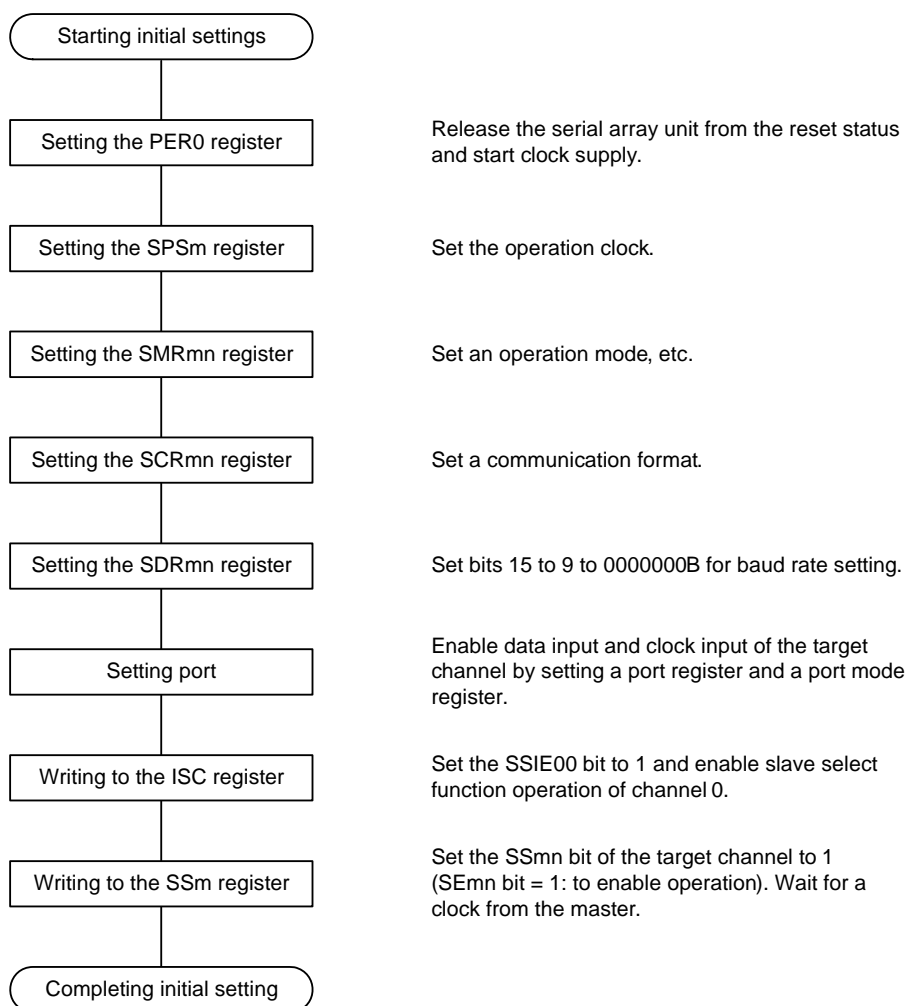 Starting initial settings
Setting the PER0 register
Release the serial array unit from the reset status
and start clock supply.
Setting the SPSm register
Set the operation clock.
Setting the SMRmn register
Set an operation mode, etc.
Setting the SCRmn register
Set a communication format.
Setting the SDRmn register
Set bits 15 to 9 to 0000000B for baud rate setting.
Setting port
Enable data input and clock input of the target
channel by setting a port register and a port mode
register.
Writing to the ISC register
Set the SSIE00 bit to 1 and enable slave select
function operation of channel 0.
Writing to the SSm register
Set the SSmn bit of the target channel to 1
(SEmn bit = 1: to enable operation). Wait for a
clock from the master.
Completing initial setting